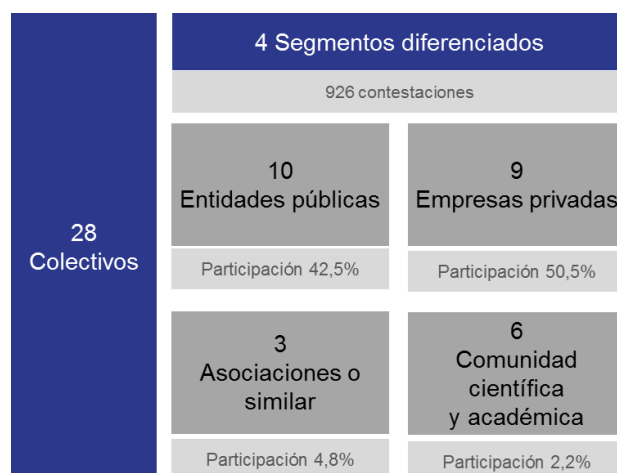 28
Colectivos
4 Segmentos diferenciados
926 contestaciones
10
Entidades públicas
Participación 42,5%
9
Empresas privadas
Participación 50,5%
3
Asociaciones o
similar
Participación 4,8%
6
Comunidad
científica
y académica
Participación 2,2%